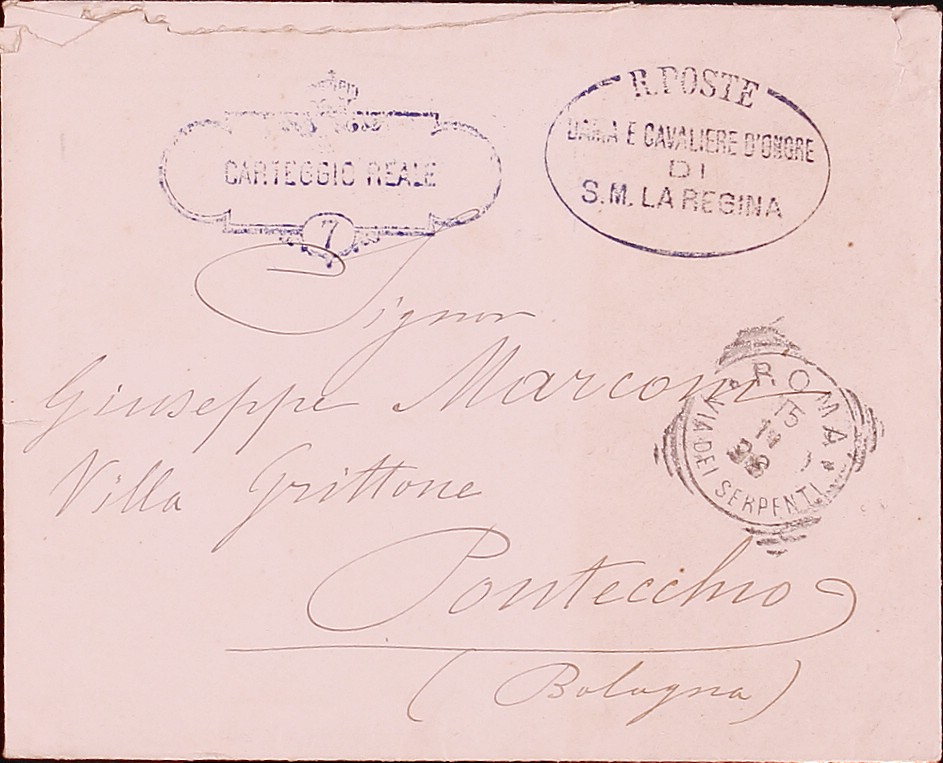 CARTEGGIO REALE
7
R. POSTE
DAMA E CAVALIERE D'ONORE
DI
S.M. LA REGINA
Signor
Giuseppe Marconi
Villa Grittone
Pontecchio
(Bologna)
ROMA
VIA DEI SERPENTI
15